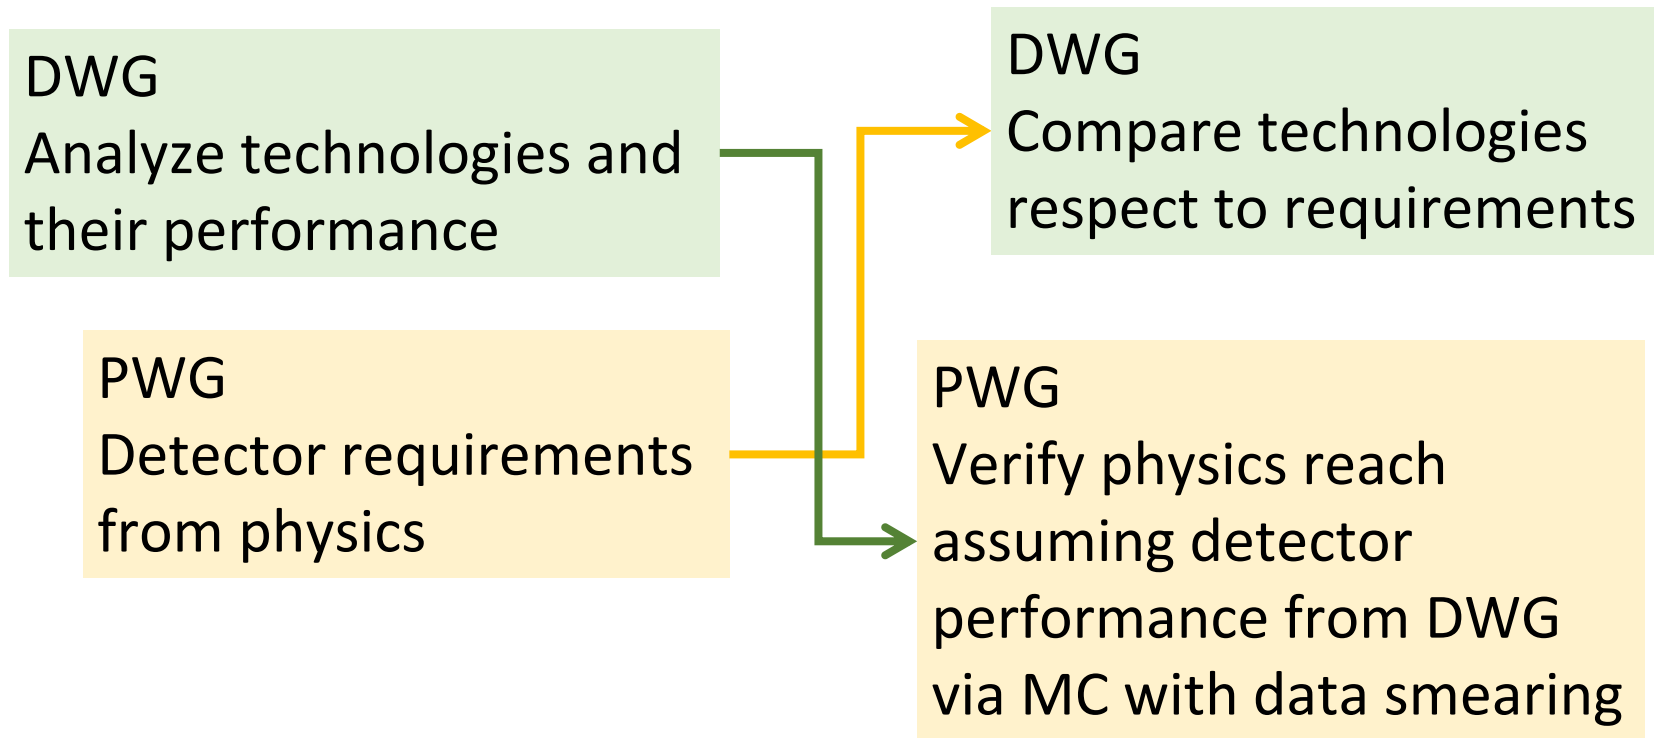 DWG
Analyze technologies and
their performance
DWG
Compare technologies
respect to requirements
PWG
Detector requirements
from physics
PWG
Verify physics reach
assuming detector
performance from DWG
via MC with data smearing